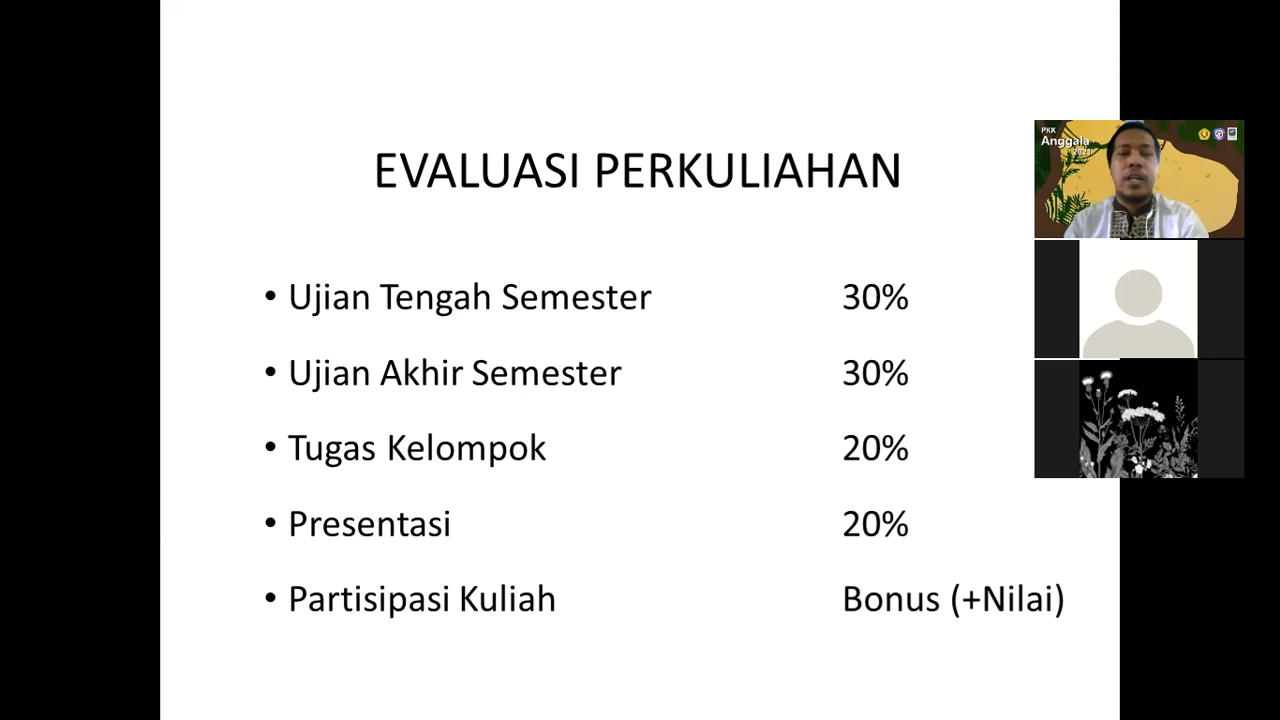 EVALUASI PERKULIAHAN
• Ujian Tengah Semester 30%
• Ujian Akhir Semester 30%
• Tugas Kelompok 20%
• Presentasi 20%
• Partisipasi Kuliah Bonus (+Nilai)
PKK
Anggala
2021